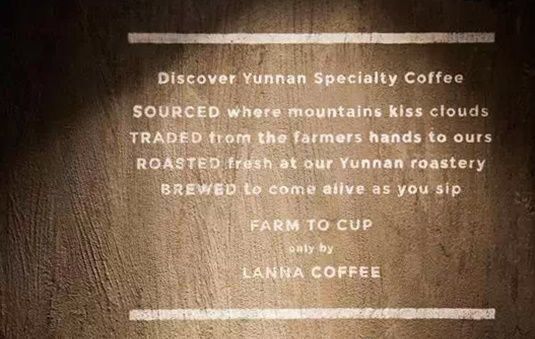 Discover Yunnan Specialty Coffee
SOURCED where mountains kiss clouds
TRADED from the farmers hands to ours
ROASTED fresh at our Yunnan roastery
BREWED to come alive as you sip
FARM TO CUP
only by
LANNA COFFEE